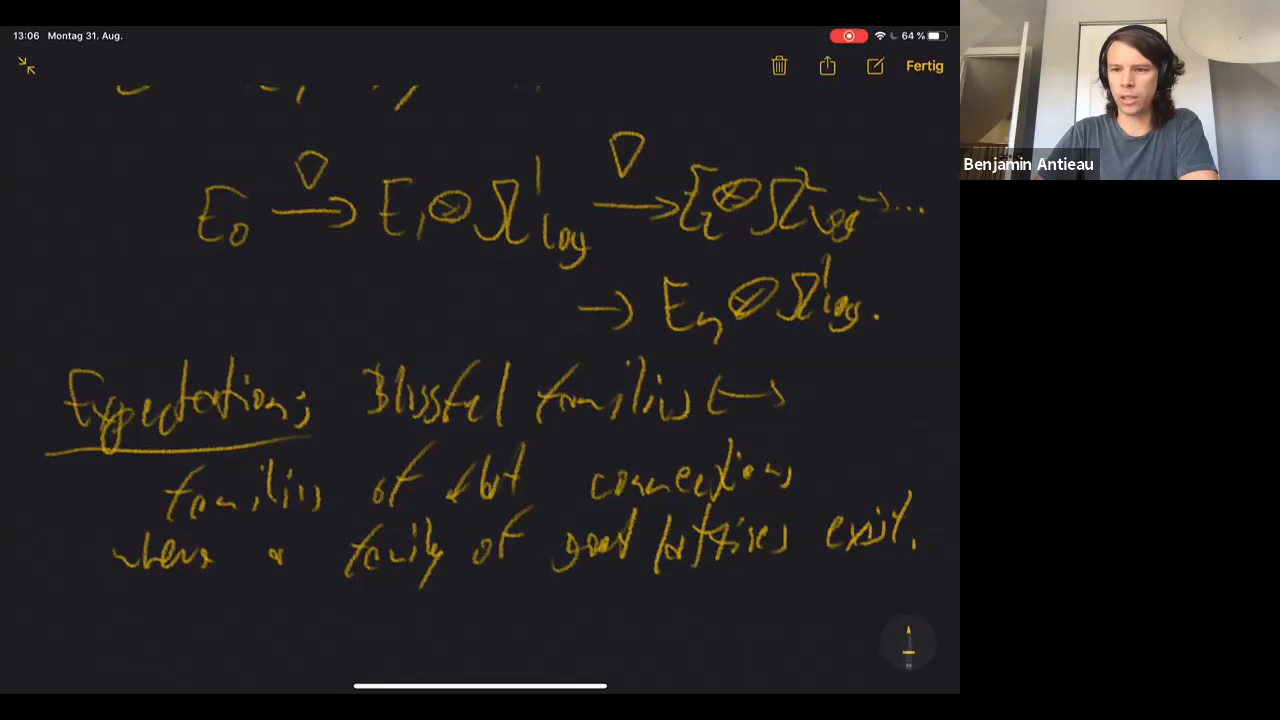 13:06 Montag 31. Aug. 64 %
Fertig
Benjamin Antieau
E₀ —∇→ E₁ ⊗ Ω¹log —∇→ E₂ ⊗ Ω²log → ...
→ Eₙ ⊗ Ω¹log.
Expectation: Blissful families ↔
families of flat connections
where a family of good lattices exist.